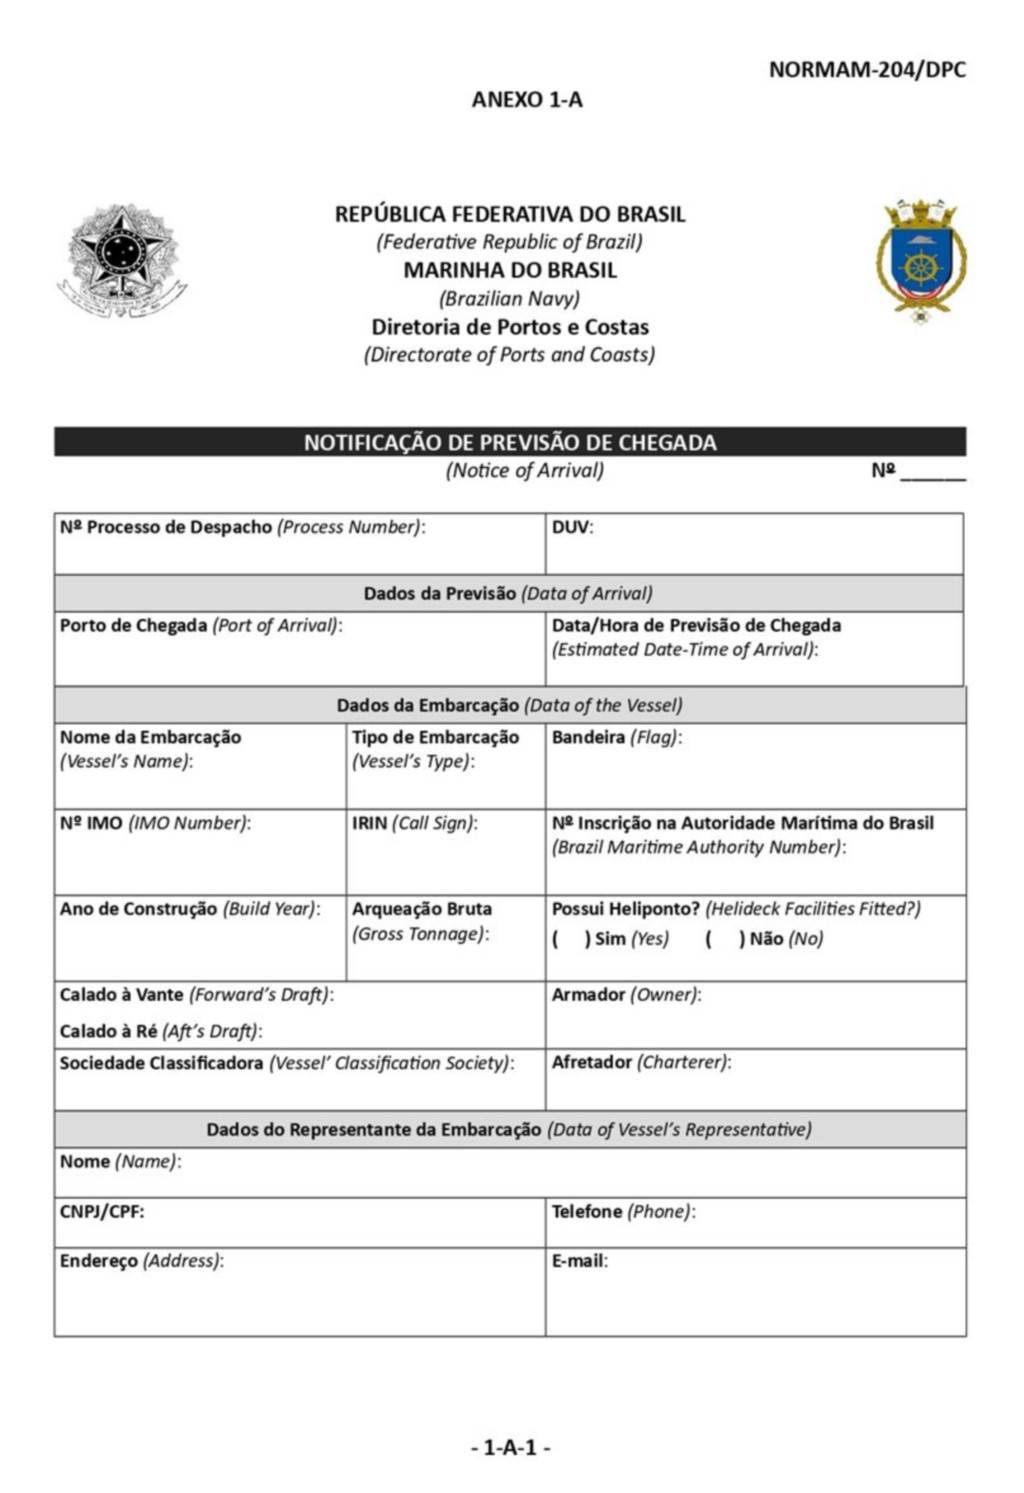 NORMAM-204/DPC
ANEXO 1-A
REPÚBLICA FEDERATIVA DO BRASIL
(Federative Republic of Brazil)
MARINHA DO BRASIL
(Brazilian Navy)
Diretoria de Portos e Costas
(Directorate of Ports and Coasts)
NOTIFICAÇÃO DE PREVISÃO DE CHEGADA
(Notice of Arrival) Nº ______
Nº Processo de Despacho (Process Number): DUV:
Dados da Previsão (Data of Arrival)
Porto de Chegada (Port of Arrival): Data/Hora de Previsão de Chegada
(Estimated Date-Time of Arrival):
Dados da Embarcação (Data of the Vessel)
Nome da Embarcação Tipo de Embarcação Bandeira (Flag):
(Vessel's Name): (Vessel's Type):
Nº IMO (IMO Number): IRIN (Call Sign): Nº Inscrição na Autoridade Marítima do Brasil
(Brazil Maritime Authority Number):
Ano de Construção (Build Year): Arqueação Bruta Possui Heliponto? (Helideck Facilities Fitted?)
(Gross Tonnage): ( ) Sim (Yes) ( ) Não (No)
Calado à Vante (Forward's Draft): Armador (Owner):
Calado à Ré (Aft's Draft):
Sociedade Classificadora (Vessel' Classification Society): Afretador (Charterer):
Dados do Representante da Embarcação (Data of Vessel's Representative)
Nome (Name):
CNPJ/CPF: Telefone (Phone):
Endereço (Address): E-mail:
- 1-A-1 -